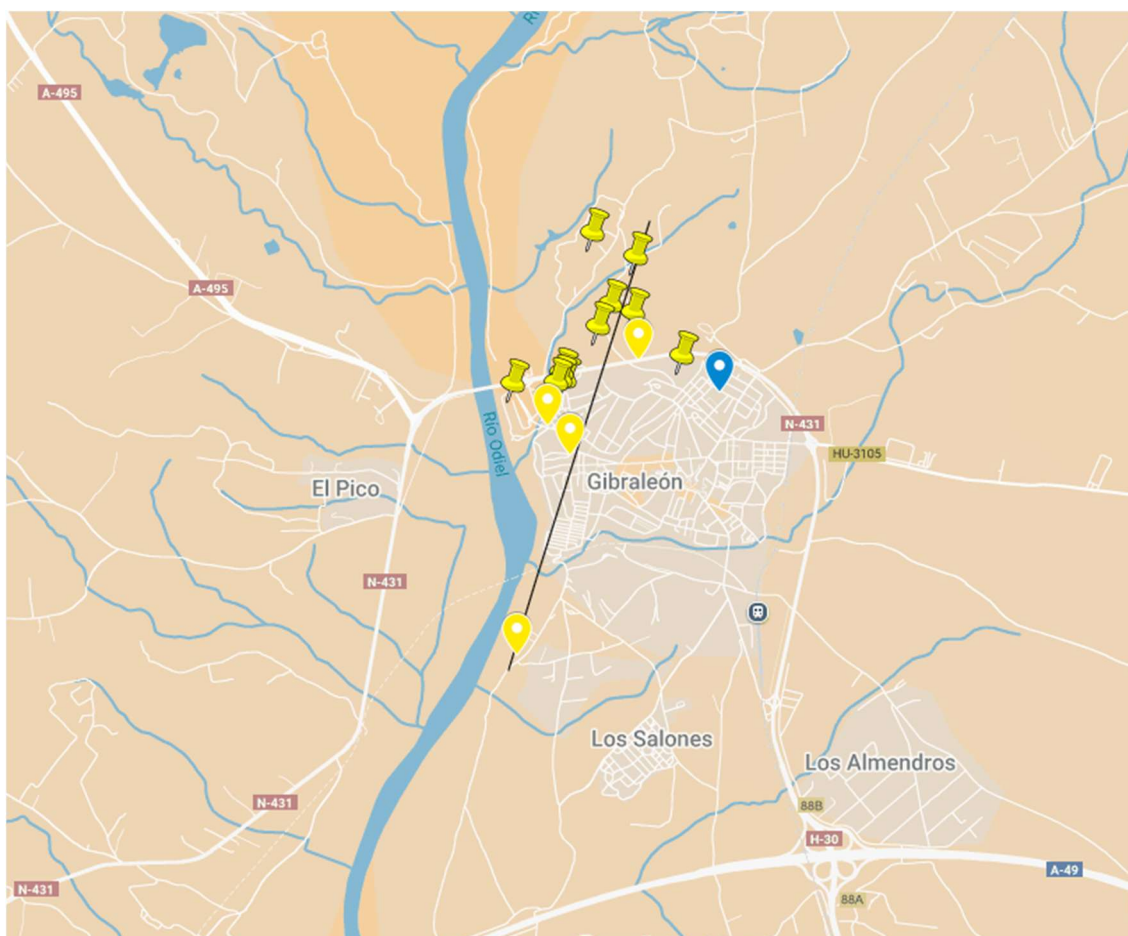 A-495
A-495
Río Odiel
N-431
HU-3105
Gibraleón
El Pico
N-431
Los Salones
Los Almendros
N-431
88B
H-30
A-49
N-431
88A